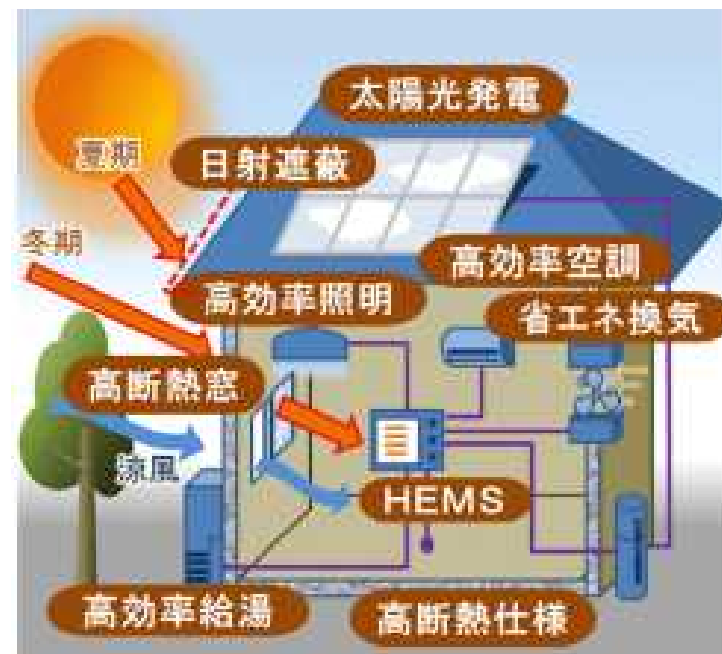 太陽光発電
夏期
日射遮蔽
冬期
高効率空調
高効率照明
省エネ換気
高断熱窓
涼風
HEMS
高効率給湯
高断熱仕様